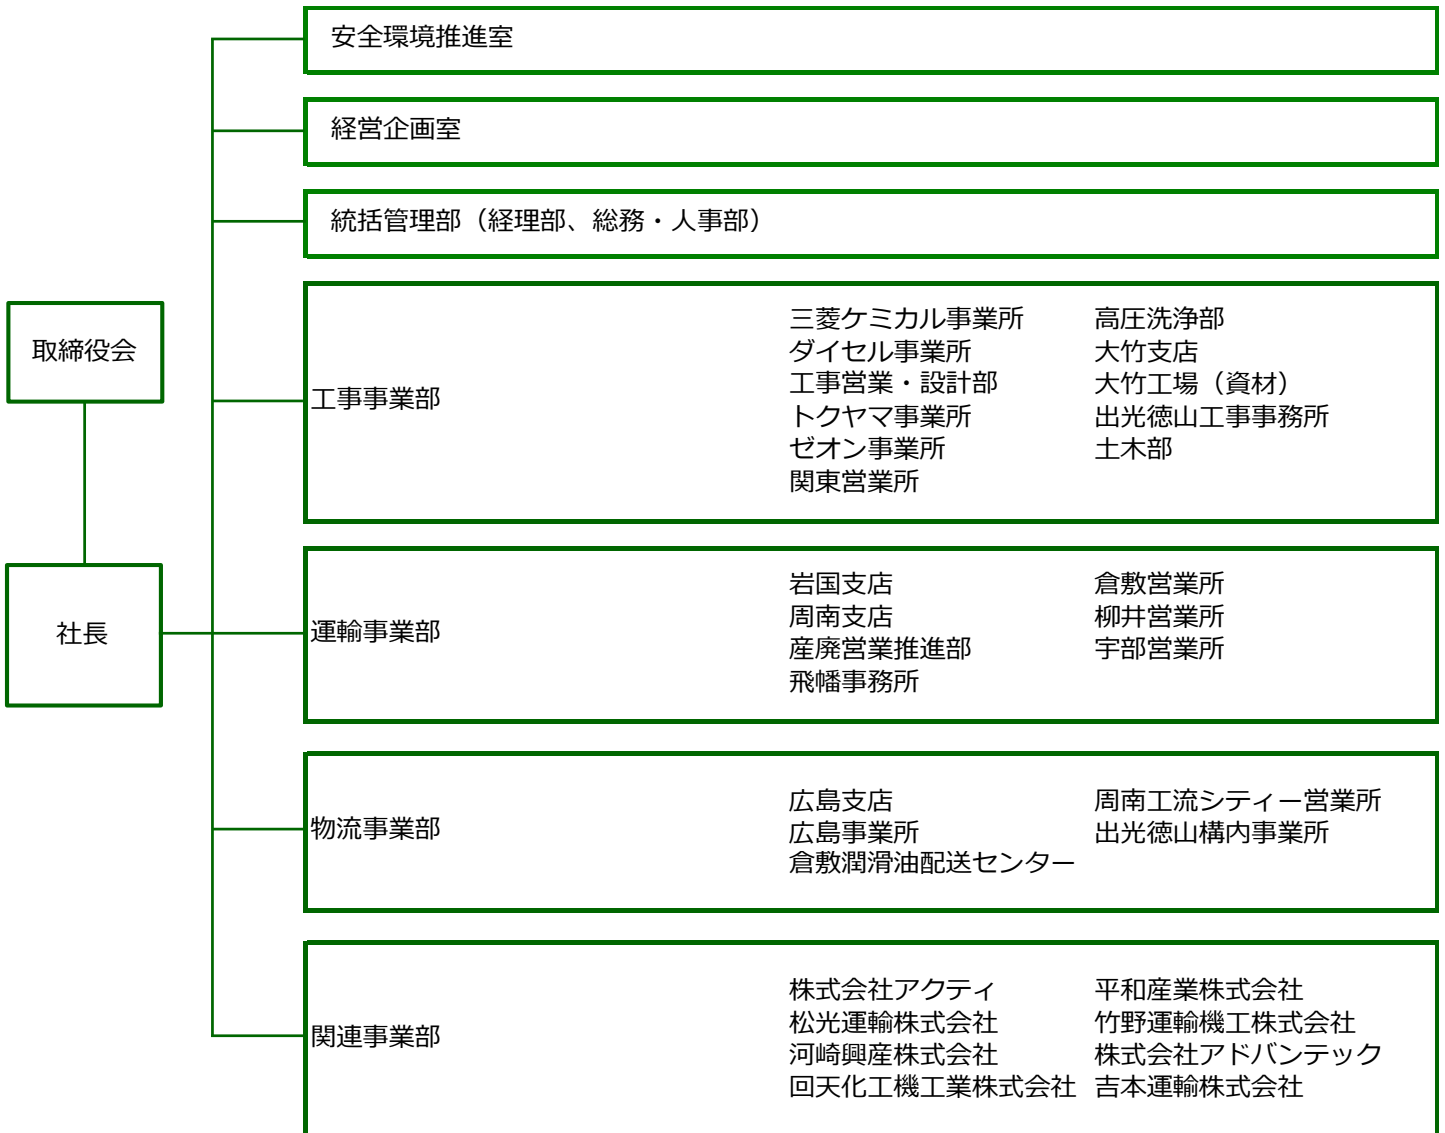 安全環境推進室
経営企画室
統括管理部（経理部、総務・人事部）
取締役会
社長
工事事業部
三菱ケミカル事業所
ダイセル事業所
工事営業・設計部
トクヤマ事業所
ゼオン事業所
関東営業所
高圧洗浄部
大竹支店
大竹工場（資材）
出光徳山工事事務所
土木部
運輸事業部
岩国支店
周南支店
産廃営業推進部
飛幡事務所
倉敷営業所
柳井営業所
宇部営業所
物流事業部
広島支店
広島事業所
倉敷潤滑油配送センター
周南工流シティー営業所
出光徳山構内事業所
関連事業部
株式会社アクティ
松光運輸株式会社
河崎興産株式会社
回天化工機工業株式会社
平和産業株式会社
竹野運輸機工株式会社
株式会社アドバンテック
吉本運輸株式会社